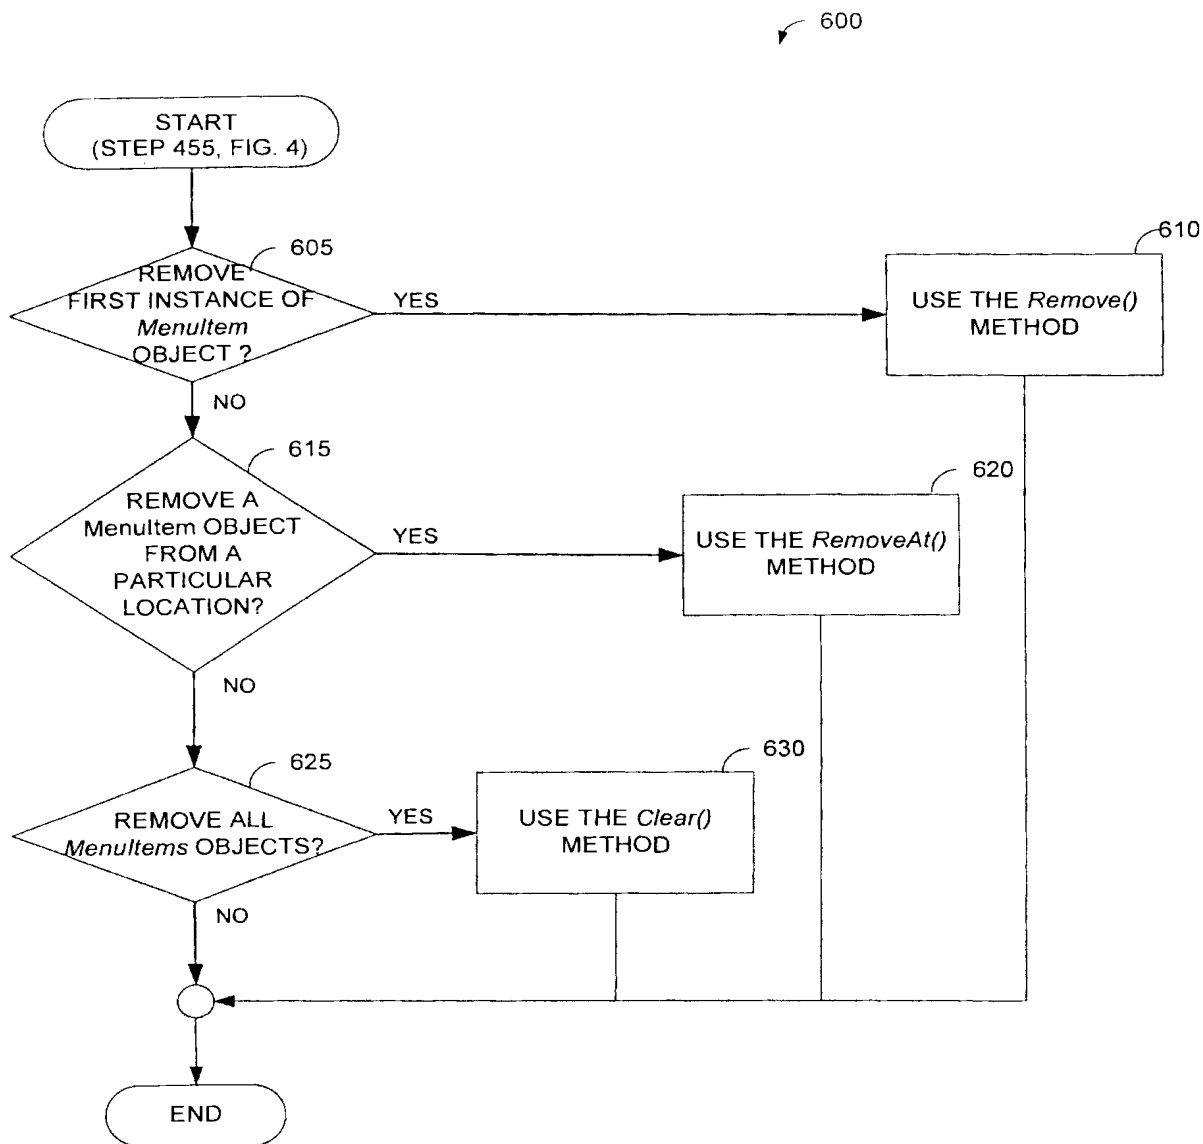 600
START
(STEP 455, FIG. 4)
605
REMOVE
FIRST INSTANCE OF
MenuItem
OBJECT ?
YES
610
USE THE Remove()
METHOD
NO
615
REMOVE A
MenuItem OBJECT
FROM A
PARTICULAR
LOCATION?
YES
620
USE THE RemoveAt()
METHOD
NO
625
REMOVE ALL
MenuItems OBJECTS?
YES
630
USE THE Clear()
METHOD
NO
END